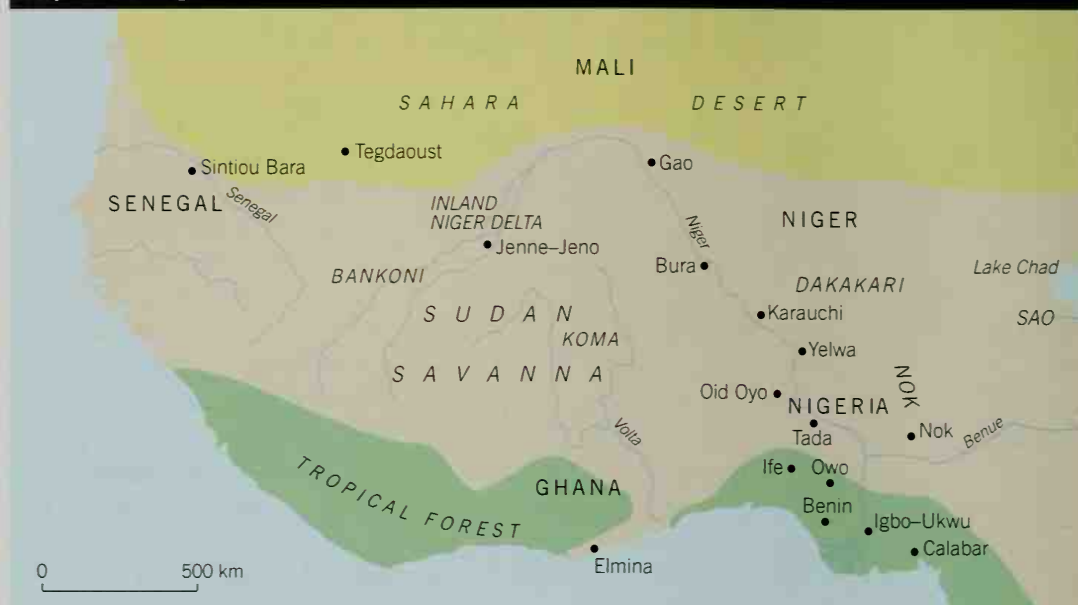 MALI
SAHARA DESERT
Tegdaoust
Gao
Sintiou Bara
SENEGAL
Senegal
INLAND
NIGER DELTA
Niger
NIGER
Jenne–Jeno
Bura
Lake Chad
BANKONI
DAKAKARI
SUDAN
Karauchi
SAO
KOMA
Yelwa
SAVANNA
NOK
Oid Oyo
NIGERIA
Volta
Tada
Nok
Benue
TROPICAL FOREST
Ife
Owo
GHANA
Benin
Igbo–Ukwu
Elmina
Calabar
0 500 km